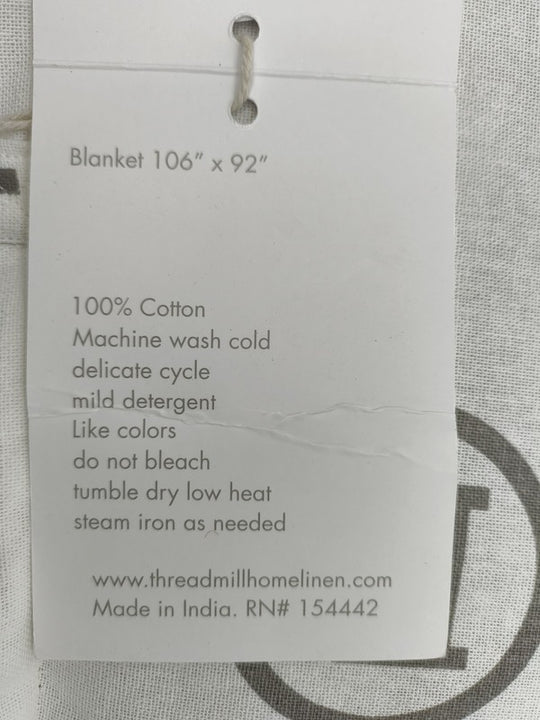 Blanket 106” x 92”
100% Cotton
Machine wash cold
delicate cycle
mild detergent
Like colors
do not bleach
tumble dry low heat
steam iron as needed
www.threadmillhomelinen.com
Made in India. RN# 154442